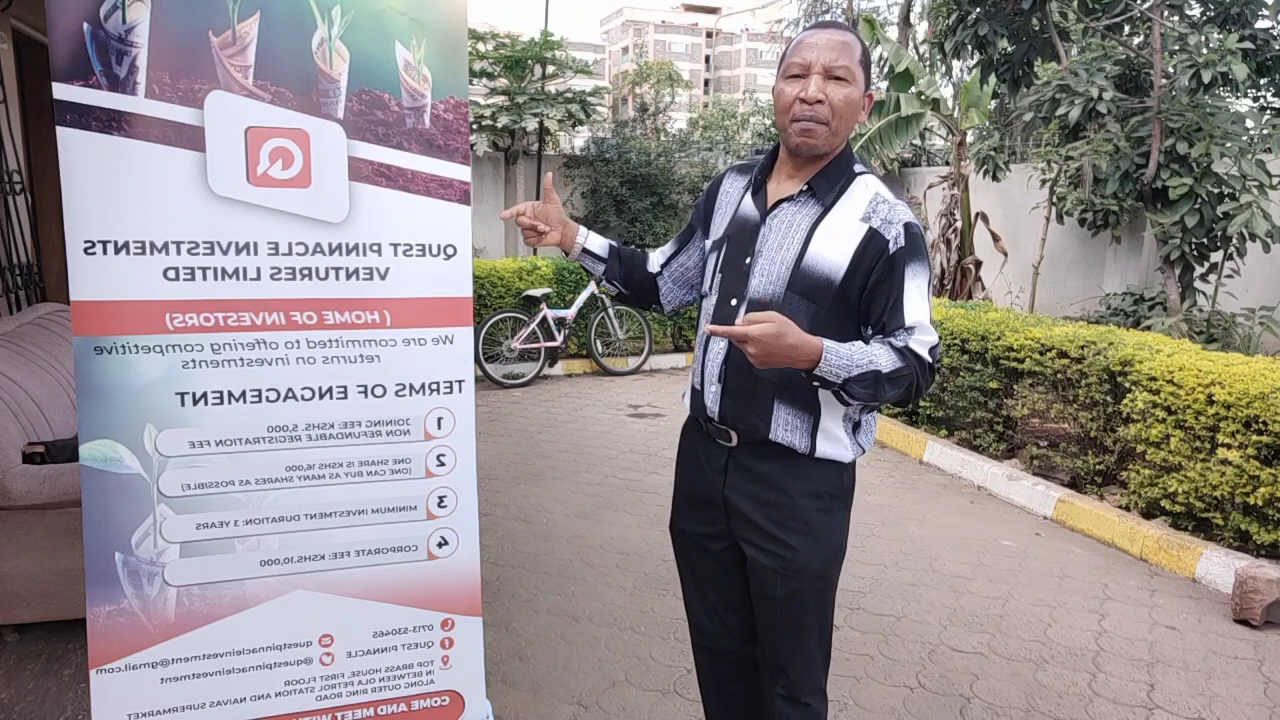 QUEST PINNACLE INVESTMENTS
VENTURES LIMITED
( HOME OF INVESTORS)
We are committed to offering competitive
returns on investments
TERMS OF ENGAGEMENT
1 JOINING FEE: KSHS. 5,000
NON REFUNDABLE REGISTRATION FEE
2 ONE SHARE IS KSHS 16,000
(ONE CAN BUY AS MANY SHARES AS POSSIBLE)
3 MINIMUM INVESTMENT DURATION: 3 YEARS
4 CORPORATE FEE: KSHS.10,000
0713-530465
questpinnacleinvestment@gmail.com
QUEST PINNACLE
@questpinnacleinvestment
TOP BRASS HOUSE, FIRST FLOOR
IN BETWEEN OLA PETROL STATION AND NAIVAS SUPERMARKET
ALONG OUTER RING ROAD
COME AND MEET WITH